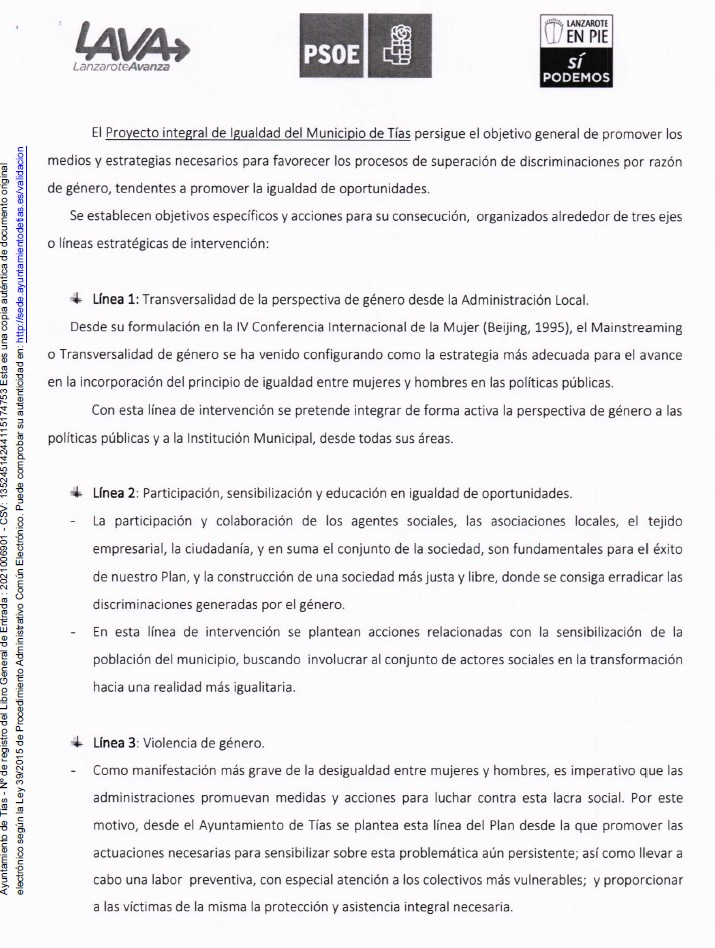 LAVA
LanzaroteAvanza
PSOE
LANZAROTE
EN PIE
sí
PODEMOS
El Proyecto integral de Igualdad del Municipio de Tías persigue el objetivo general de promover los
medios y estrategias necesarios para favorecer los procesos de superación de discriminaciones por razón
de género, tendentes a promover la igualdad de oportunidades.
Se establecen objetivos específicos y acciones para su consecución, organizados alrededor de tres ejes
o líneas estratégicas de intervención:
Línea 1: Transversalidad de la perspectiva de género desde la Administración Local.
Desde su formulación en la IV Conferencia Internacional de la Mujer (Beijing, 1995), el Mainstreaming
o Transversalidad de género se ha venido configurando como la estrategia más adecuada para el avance
en la incorporación del principio de igualdad entre mujeres y hombres en las políticas públicas.
Con esta línea de intervención se pretende integrar de forma activa la perspectiva de género a las
políticas públicas y a la Institución Municipal, desde todas sus áreas.
Línea 2: Participación, sensibilización y educación en igualdad de oportunidades.
- La participación y colaboración de los agentes sociales, las asociaciones locales, el tejido
empresarial, la ciudadanía, y en suma el conjunto de la sociedad, son fundamentales para el éxito
de nuestro Plan, y la construcción de una sociedad más justa y libre, donde se consiga erradicar las
discriminaciones generadas por el género.
- En esta línea de intervención se plantean acciones relacionadas con la sensibilización de la
población del municipio, buscando involucrar al conjunto de actores sociales en la transformación
hacia una realidad más igualitaria.
Línea 3: Violencia de género.
- Como manifestación más grave de la desigualdad entre mujeres y hombres, es imperativo que las
administraciones promuevan medidas y acciones para luchar contra esta lacra social. Por este
motivo, desde el Ayuntamiento de Tías se plantea esta línea del Plan desde la que promover las
actuaciones necesarias para sensibilizar sobre esta problemática aún persistente; así como llevar a
cabo una labor preventiva, con especial atención a los colectivos más vulnerables; y proporcionar
a las víctimas de la misma la protección y asistencia integral necesaria.
Ayuntamiento de Tías - Nº de registro del Libro General de Entrada : 2021006901 - CSV: 13524514244115174753 Esta es una copia auténtica de documento original
electrónico según la Ley 39/2015 de Procedimiento Administrativo Común Electrónico. Puede comprobar su autenticidad en: http://sede.ayuntamientodetias.es/validacion